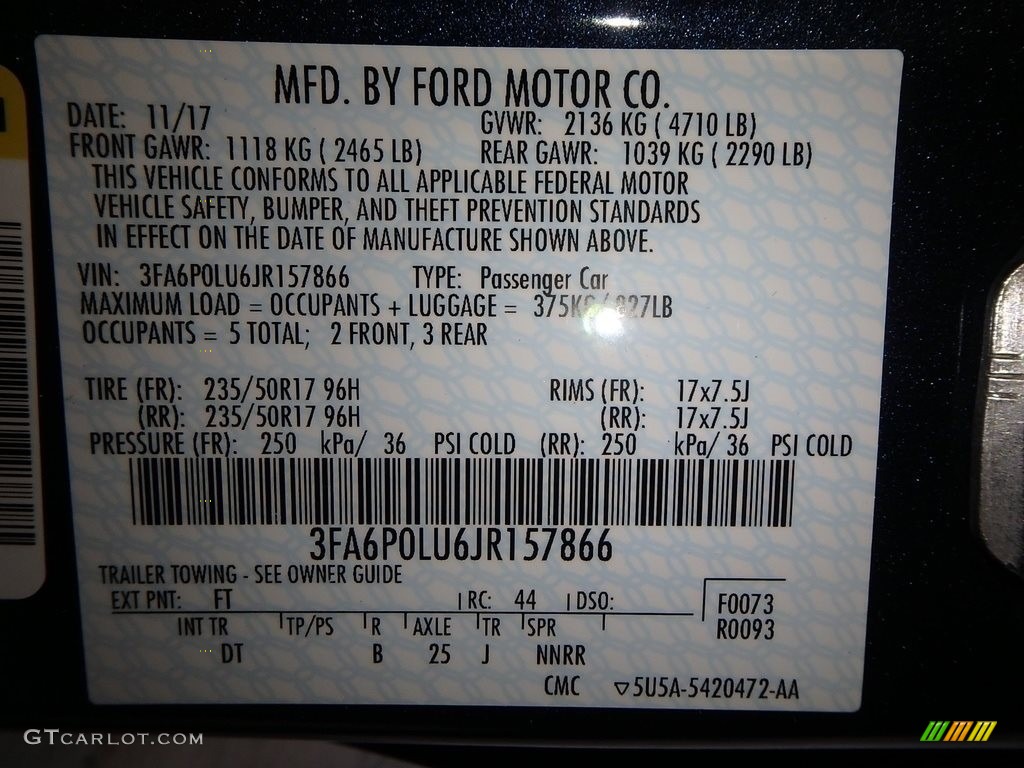 MFD. BY FORD MOTOR CO.
DATE: 11/17 GVWR: 2136 KG ( 4710 LB)
FRONT GAWR: 1118 KG ( 2465 LB) REAR GAWR: 1039 KG ( 2290 LB)
THIS VEHICLE CONFORMS TO ALL APPLICABLE FEDERAL MOTOR
VEHICLE SAFETY, BUMPER, AND THEFT PREVENTION STANDARDS
IN EFFECT ON THE DATE OF MANUFACTURE SHOWN ABOVE.
VIN: 3FA6P0LU6JR157866 TYPE: Passenger Car
MAXIMUM LOAD = OCCUPANTS + LUGGAGE = 375KG / 827LB
OCCUPANTS = 5 TOTAL; 2 FRONT, 3 REAR
TIRE (FR): 235/50R17 96H RIMS (FR): 17x7.5J
(RR): 235/50R17 96H (RR): 17x7.5J
PRESSURE (FR): 250 kPa/ 36 PSI COLD (RR): 250 kPa/ 36 PSI COLD
3FA6P0LU6JR157866
TRAILER TOWING - SEE OWNER GUIDE
EXT PNT: FT RC: 44 DSO: F0073
INT TR TP/PS R AXLE TR SPR R0093
DT B 25 J NNRR
CMC ▽5U5A-5420472-AA
GTCARLOT.COM